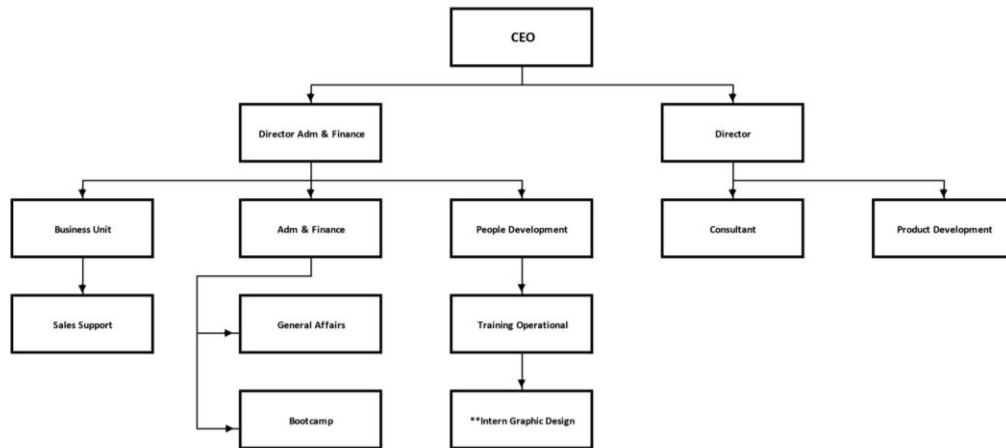 CEO
Director Adm & Finance
Director
Business Unit
Adm & Finance
People Development
Consultant
Product Development
Sales Support
General Affairs
Training Operational
Bootcamp
**Intern Graphic Design